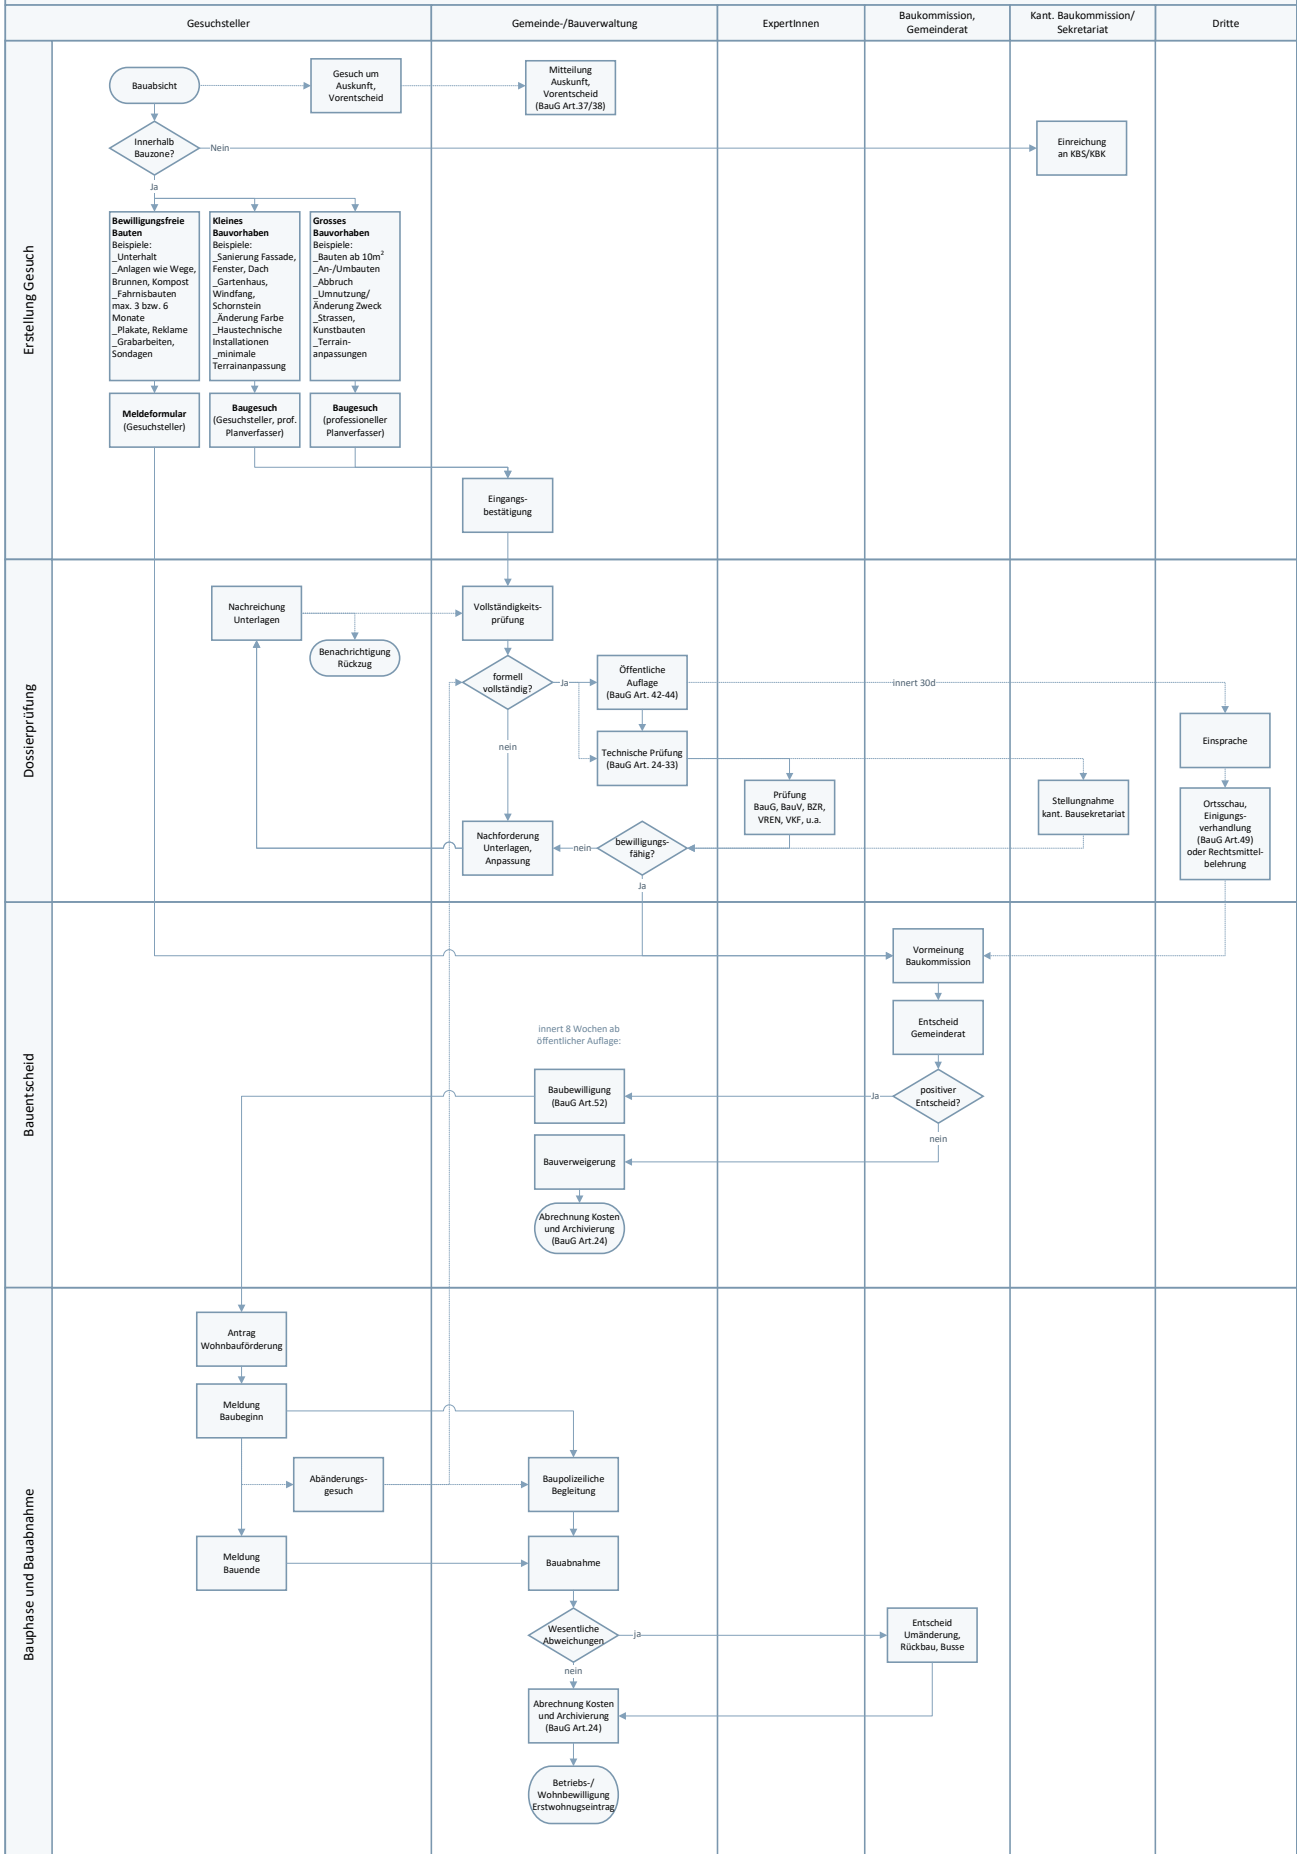 Gesuchsteller
Gemeinde-/Bauverwaltung
ExpertInnen
Baukommission,
Gemeinderat
Kant. Baukommission/
Sekretariat
Dritte
Erstellung Gesuch
Bauabsicht
Gesuch um
Auskunft,
Vorentscheid
Mitteilung
Auskunft,
Vorentscheid
(BauG Art.37/38)
Innerhalb
Bauzone?
Nein
Einreichung
an KBS/KBK
Ja
Bewilligungsfreie
Bauten
Beispiele:
_Unterhalt
_Anlagen wie Wege,
Brunnen, Kompost
_Fahrnisbauten
max. 3 bzw. 6
Monate
_Plakate, Reklame
_Grabarbeiten,
Sondagen
Kleines
Bauvorhaben
Beispiele:
_Sanierung Fassade,
Fenster, Dach
_Gartenhaus,
Windfang,
Schornstein
_Änderung Farbe
_Haustechnische
Installationen
_minimale
Terrainanpassung
Grosses
Bauvorhaben
Beispiele:
_Bauten ab 10m²
_An-/Umbauten
_Abbruch
_Umnutzung/
Änderung Zweck
_Strassen,
Kunstbauten
_Terrain-
anpassungen
Meldeformular
(Gesuchsteller)
Baugesuch
(Gesuchsteller, prof.
Planverfasser)
Baugesuch
(professioneller
Planverfasser)
Eingangs-
bestätigung
Dossierprüfung
Nachreichung
Unterlagen
Benachrichtigung
Rückzug
Vollständigkeits-
prüfung
formell
vollständig?
Ja
nein
Öffentliche
Auflage
(BauG Art. 42-44)
innert 30d
Technische Prüfung
(BauG Art. 24-33)
Einsprache
Prüfung
BauG, BauV, BZR,
VREN, VKF, u.a.
Stellungnahme
kant. Bausekretariat
Ortsschau,
Einigungs-
verhandlung
(BauG Art.49)
oder Rechtsmittel-
belehrung
Nachforderung
Unterlagen,
Anpassung
nein
bewilligungs-
fähig?
Ja
Bauentscheid
Vormeinung
Baukommission
Entscheid
Gemeinderat
innert 8 Wochen ab
öffentlicher Auflage:
Baubewilligung
(BauG Art.52)
Ja
positiver
Entscheid?
nein
Bauverweigerung
Abrechnung Kosten
und Archivierung
(BauG Art.24)
Bauphase und Bauabnahme
Antrag
Wohnbauförderung
Meldung
Baubeginn
Abänderungs-
gesuch
Baupolizeiliche
Begleitung
Meldung
Bauende
Bauabnahme
Wesentliche
Abweichungen
ja
nein
Entscheid
Umänderung,
Rückbau, Busse
Abrechnung Kosten
und Archivierung
(BauG Art.24)
Betriebs-/
Wohnbewilligung
Erstwohnugseintrag